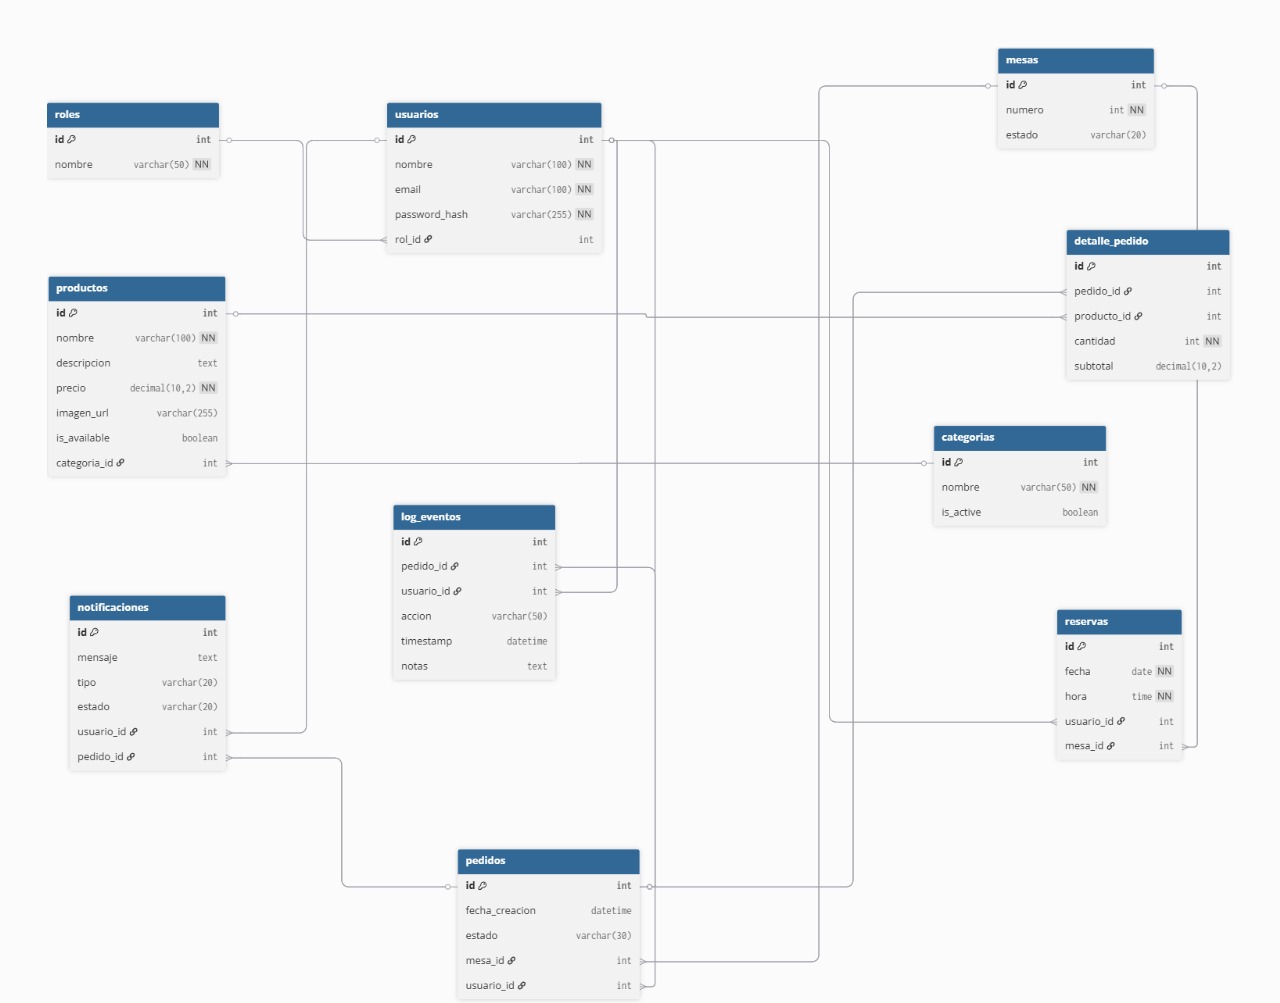 roles
id int
nombre varchar(50) NN
usuarios
id int
nombre varchar(100) NN
email varchar(100) NN
password_hash varchar(255) NN
rol_id int
mesas
id int
numero int NN
estado varchar(20)
detalle_pedido
id int
pedido_id int
producto_id int
cantidad int NN
subtotal decimal(10,2)
productos
id int
nombre varchar(100) NN
descripcion text
precio decimal(10,2) NN
imagen_url varchar(255)
is_available boolean
categoria_id int
categorias
id int
nombre varchar(50) NN
is_active boolean
log_eventos
id int
pedido_id int
usuario_id int
accion varchar(50)
timestamp datetime
notas text
notificaciones
id int
mensaje text
tipo varchar(20)
estado varchar(20)
usuario_id int
pedido_id int
reservas
id int
fecha date NN
hora time NN
usuario_id int
mesa_id int
pedidos
id int
fecha_creacion datetime
estado varchar(30)
mesa_id int
usuario_id int